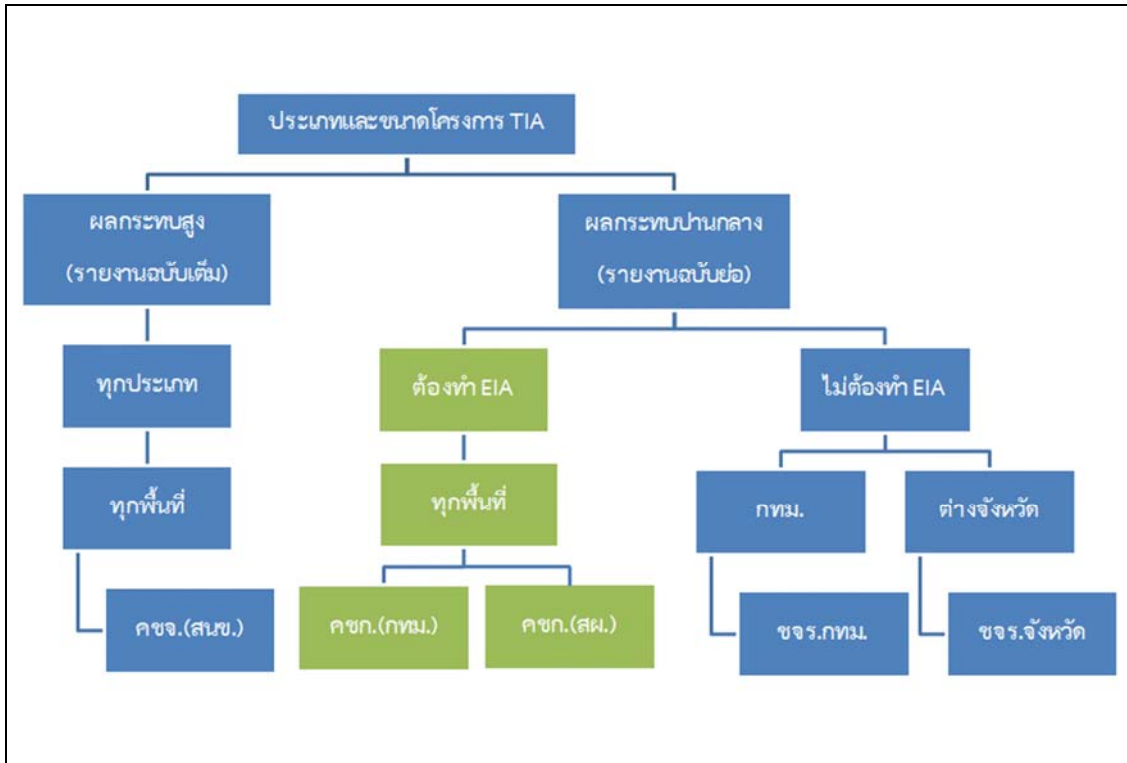 ประเภทและขนาดโครงการ TIA
ผลกระทบสูง
(รายงานฉบับเต็ม)
ผลกระทบปานกลาง
(รายงานฉบับย่อ)
ทุกประเภท
ต้องทำ EIA
ไม่ต้องทำ EIA
ทุกพื้นที่
ทุกพื้นที่
กทม.
ต่างจังหวัด
คชจ.(สนข.)
คชก.(กทม.)
คชก.(สผ.)
ชจร.กทม.
ชจร.จังหวัด